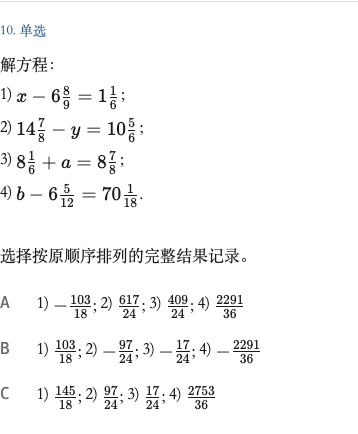 10. 单选
解方程：
1) x − 6 8/9 = 1 1/6 ;
2) 14 7/8 − y = 10 5/6 ;
3) 8 1/6 + a = 8 7/8 ;
4) b − 6 5/12 = 70 1/18 .
选择按原顺序排列的完整结果记录。
A 1) − 103/18 ; 2) 617/24 ; 3) 409/24 ; 4) 2291/36
B 1) 103/18 ; 2) − 97/24 ; 3) − 17/24 ; 4) − 2291/36
C 1) 145/18 ; 2) 97/24 ; 3) 17/24 ; 4) 2753/36